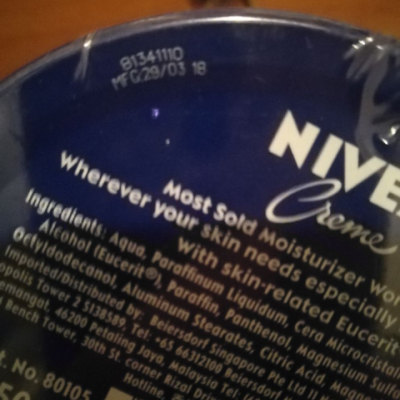 81341110
MFG29/03 18
NIVE
Creme
Most Sold Moisturizer
Wherever your skin needs especially
with skin-related Eucerit
Ingredients: Aqua, Paraffinum Liquidum, Cera Microcristal
Alcohol (Eucerit®), Paraffin, Panthenol, Magnesium Sulf
Octyldodecanol, Aluminum Stearates, Citric Acid, Magne
Imported/Distributed by: Beiersdorf Singapore Pte Ltd 11
opolis Tower 2 S138589, Tel: +65 66312100 Beiersdorf
46200 Petaling Jaya, Malaysia Tel:
Bench Tower, 30th St. corner Rizal
No. 80105
Hotline